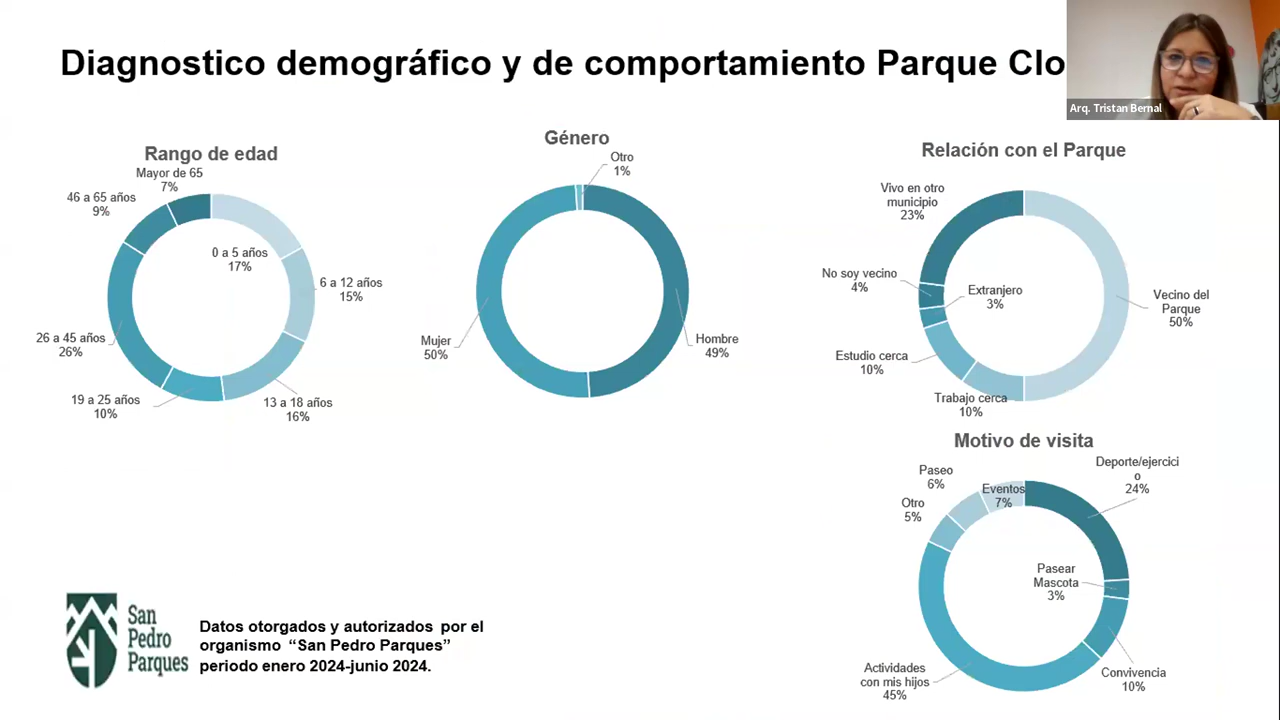 Diagnostico demográfico y de comportamiento Parque Clo
Arq. Tristan Bernal
Rango de edad
Mayor de 65
7%
46 a 65 años
9%
0 a 5 años
17%
6 a 12 años
15%
26 a 45 años
26%
19 a 25 años
10%
13 a 18 años
16%
Género
Otro
1%
Mujer
50%
Hombre
49%
Relación con el Parque
Vivo en otro
municipio
23%
No soy vecino
4%
Extranjero
3%
Vecino del
Parque
50%
Estudio cerca
10%
Trabajo cerca
10%
Motivo de visita
Paseo
6%
Eventos
7%
Deporte/ejercici
o
24%
Otro
5%
Pasear
Mascota
3%
Actividades
con mis hijos
45%
Convivencia
10%
San
Pedro
Parques
Datos otorgados y autorizados por el
organismo “San Pedro Parques”
periodo enero 2024-junio 2024.